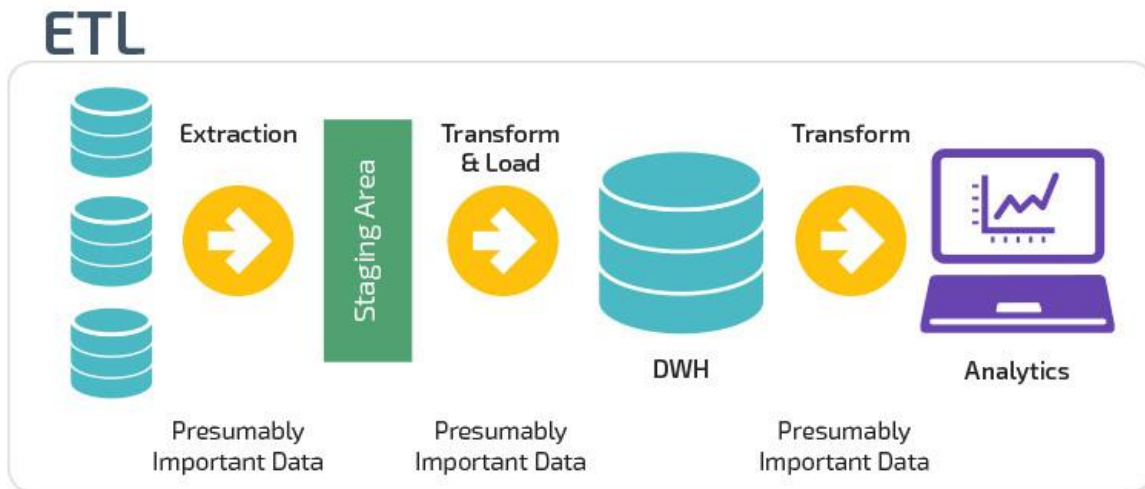 ETL
Extraction
Staging Area
Transform
& Load
Transform
DWH
Analytics
Presumably
Important Data
Presumably
Important Data
Presumably
Important Data